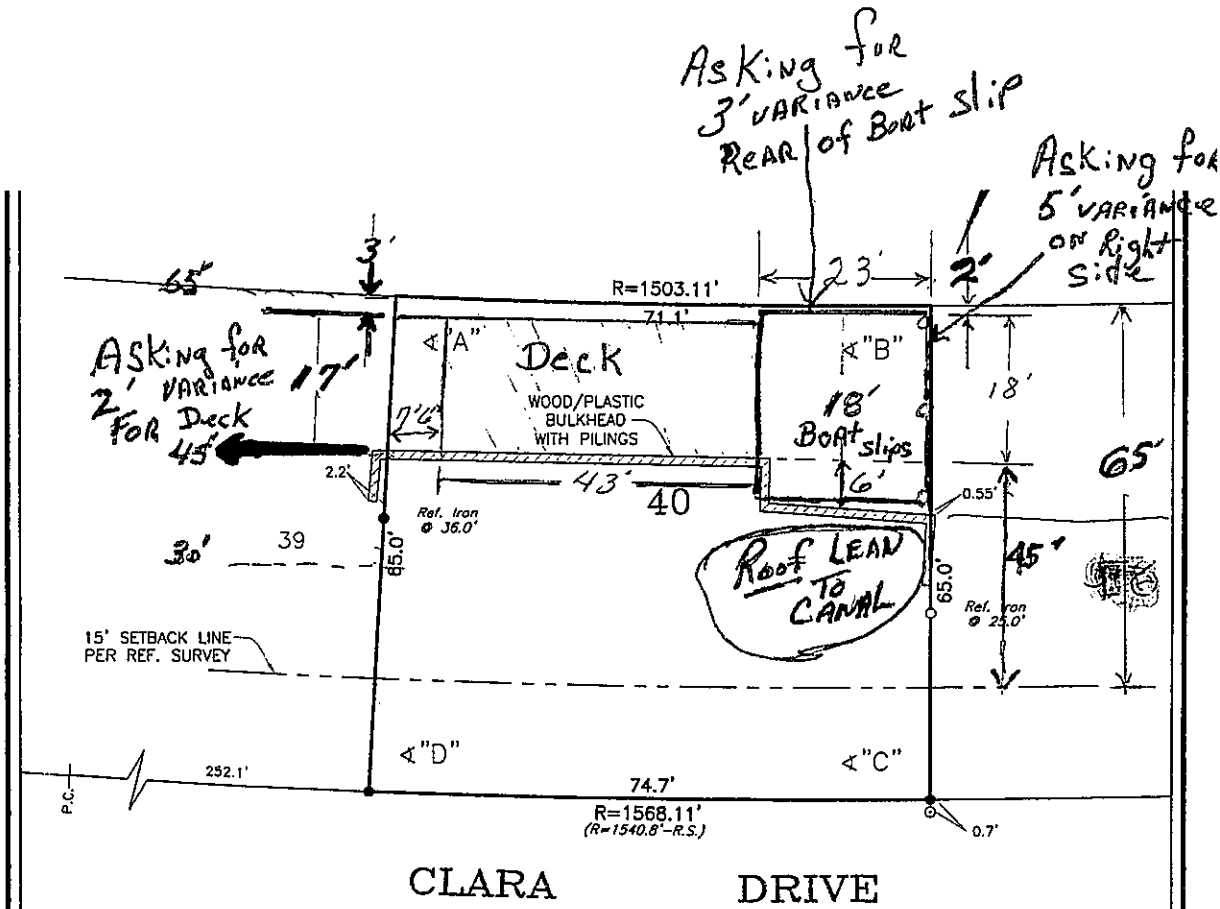 Asking for
3' VARIANCE
REAR of Boat slip
Asking for
5' VARIANCE
on Right
side
3'
65'
R=1503.11'
23'
2'
71.1'
∢ "A"
Deck
∢ "B"
Asking for
2' VARIANCE
FOR Deck
17'
45'
7'6"
WOOD/PLASTIC
BULKHEAD
WITH PILINGS
18'
Boat slips
6'
18'
65'
2.2'
43'
40
0.55'
Ref. Iron
@ 36.0'
39
30'
65.0'
Roof LEAN
TO
CANAL
65.0'
45'
Ref. Iron
@ 25.0'
15' SETBACK LINE
PER REF. SURVEY
∢ "D"
∢ "C"
P.C.
252.1'
74.7'
R=1568.11'
(R=1540.8'-R.S.)
0.7'
CLARA DRIVE